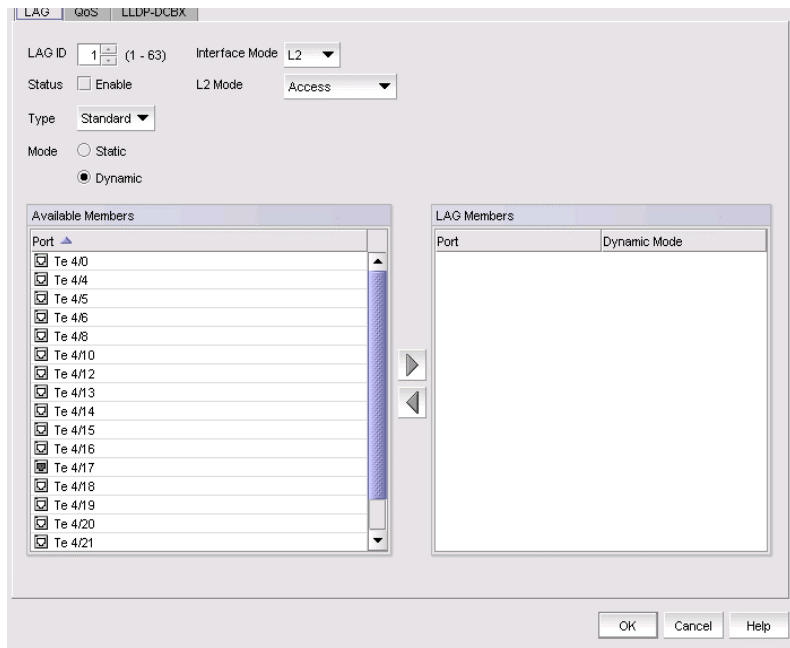 LAG QoS LLDP-DCBX
LAG ID 1 (1 - 63) Interface Mode L2
Status Enable L2 Mode Access
Type Standard
Mode Static
Dynamic
Available Members
Port
Te 4/0
Te 4/4
Te 4/5
Te 4/6
Te 4/8
Te 4/10
Te 4/12
Te 4/13
Te 4/14
Te 4/15
Te 4/16
Te 4/17
Te 4/18
Te 4/19
Te 4/20
Te 4/21
LAG Members
Port Dynamic Mode
OK Cancel Help